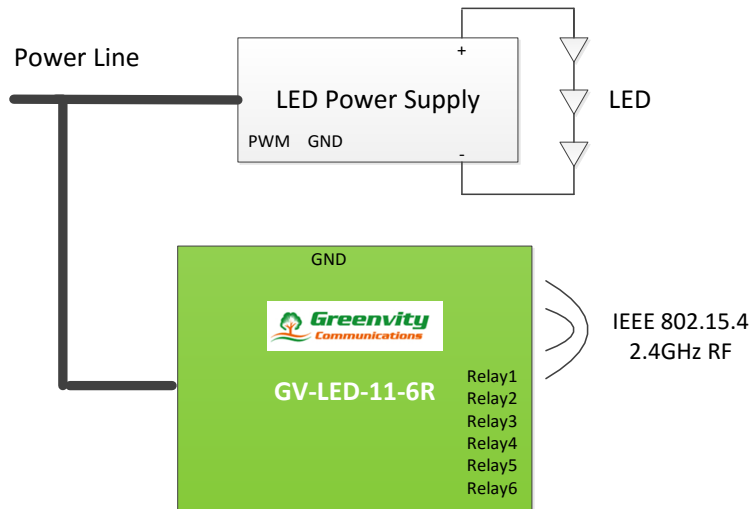 Power Line
+
LED Power Supply
LED
PWM GND
-
GND
Greenvity
Communications
IEEE 802.15.4
2.4GHz RF
GV-LED-11-6R
Relay1
Relay2
Relay3
Relay4
Relay5
Relay6